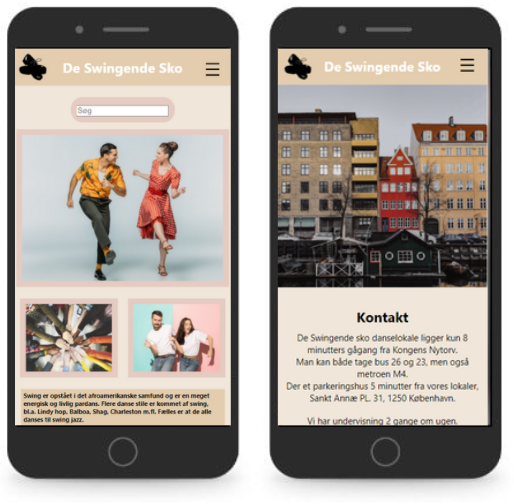 De Swingende Sko
Søg
Swing er opstået i det afroamerikanske samfund og er en meget
energisk og livlig pardans. Flere danse stile er kommet af swing,
bl.a. Lindy hop, Balboa, Shag, Charleston m.fl. Fælles er at de alle
danses til swing jazz.
De Swingende Sko
Kontakt
De Swingende sko danselokale ligger kun 8
minutters gågang fra Kongens Nytorv.
Man kan både tage bus 26 og 23, men også
metroen M4.
Der et parkeringshus 5 minutter fra vores lokaler,
Sankt Annæ PL. 31, 1250 København.
Vi har undervisning 2 gange om ugen.